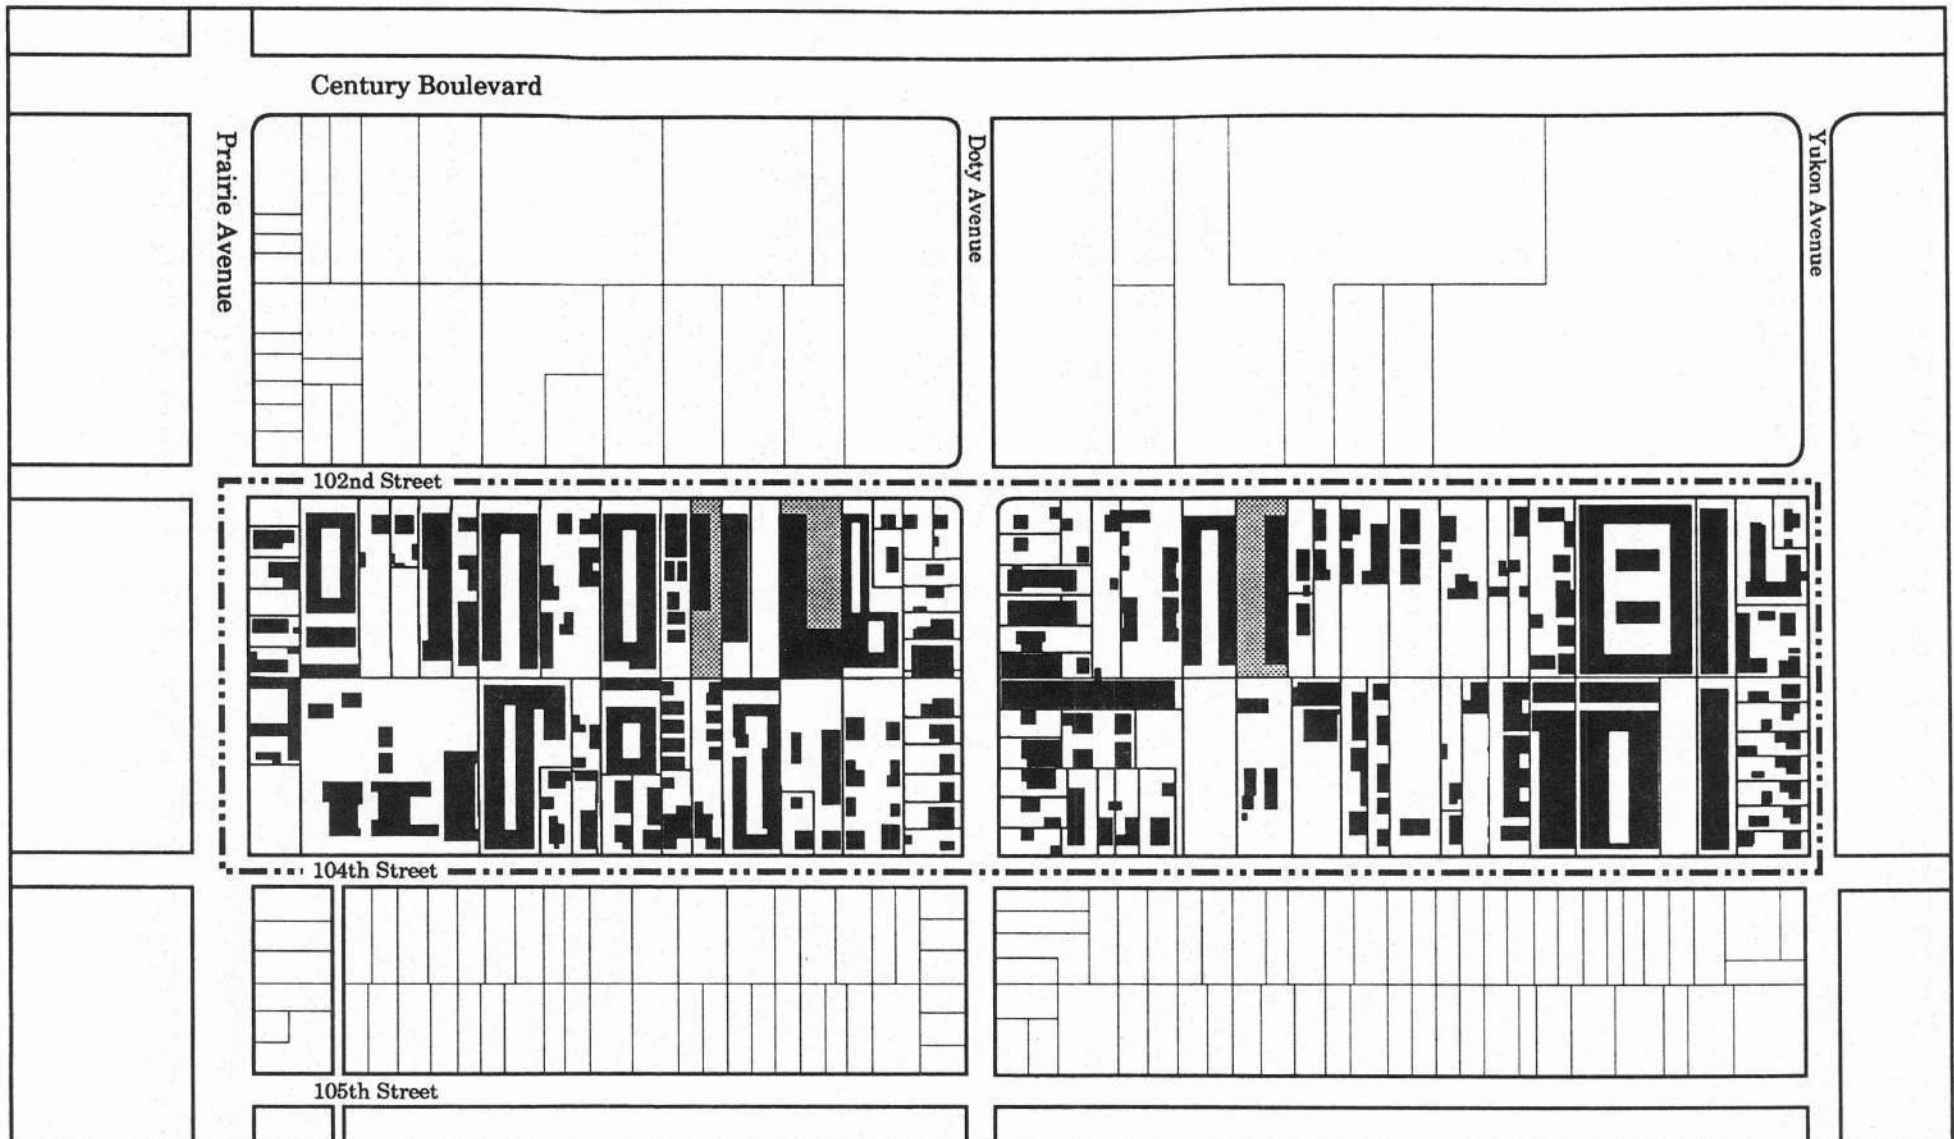 Century Boulevard
Prairie Avenue
Doty Avenue
Yukon Avenue
102nd Street
104th Street
105th Street